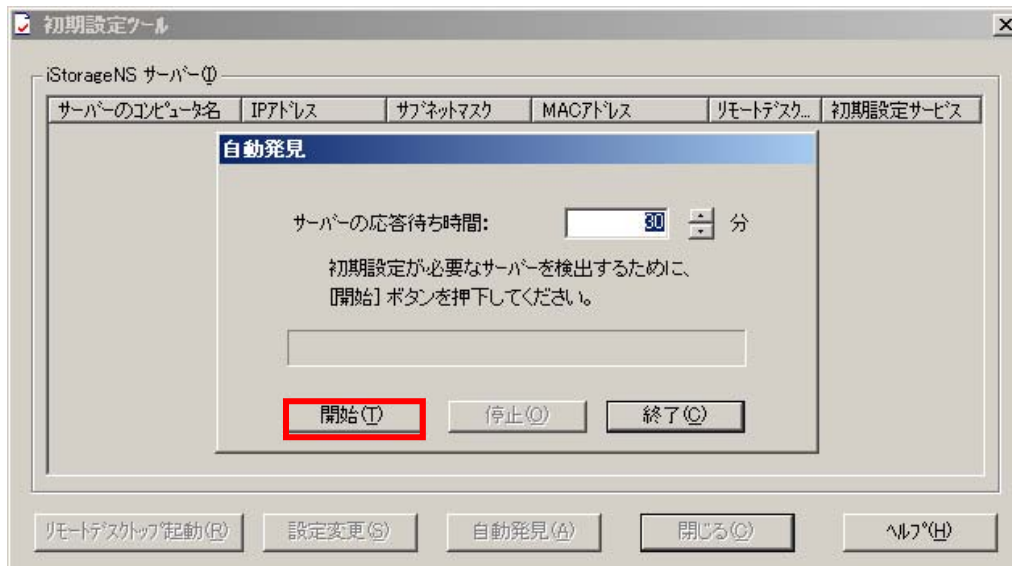 初期設定ツール
iStorageNS サーバー(I)
サーバーのコンピュータ名 IPアドレス サブネットマスク MACアドレス リモートデスク... 初期設定サービス
自動発見
サーバーの応答待ち時間: 30 分
初期設定が必要なサーバーを検出するために、
[開始] ボタンを押下してください。
開始(T) 停止(O) 終了(C)
リモートデスクトップ起動(R) 設定変更(S) 自動発見(A) 閉じる(C) ヘルプ(H)